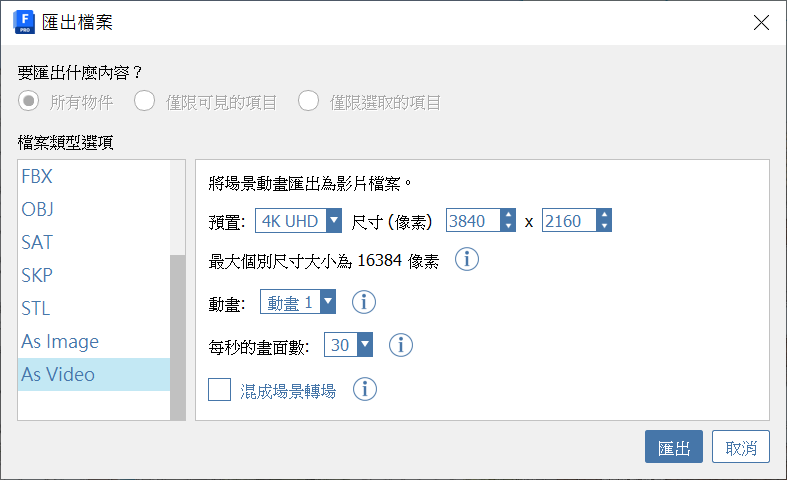 F
PRO
匯出檔案
要匯出什麼內容？
所有物件 僅限可見的項目 僅限選取的項目
檔案類型選項
FBX
OBJ
SAT
SKP
STL
As Image
As Video
將場景動畫匯出為影片檔案。
預置: 4K UHD 尺寸 (像素) 3840 x 2160
最大個別尺寸大小為 16384 像素 i
動畫: 動畫 1 i
每秒的畫面數: 30 i
混成場景轉場 i
匯出 取消